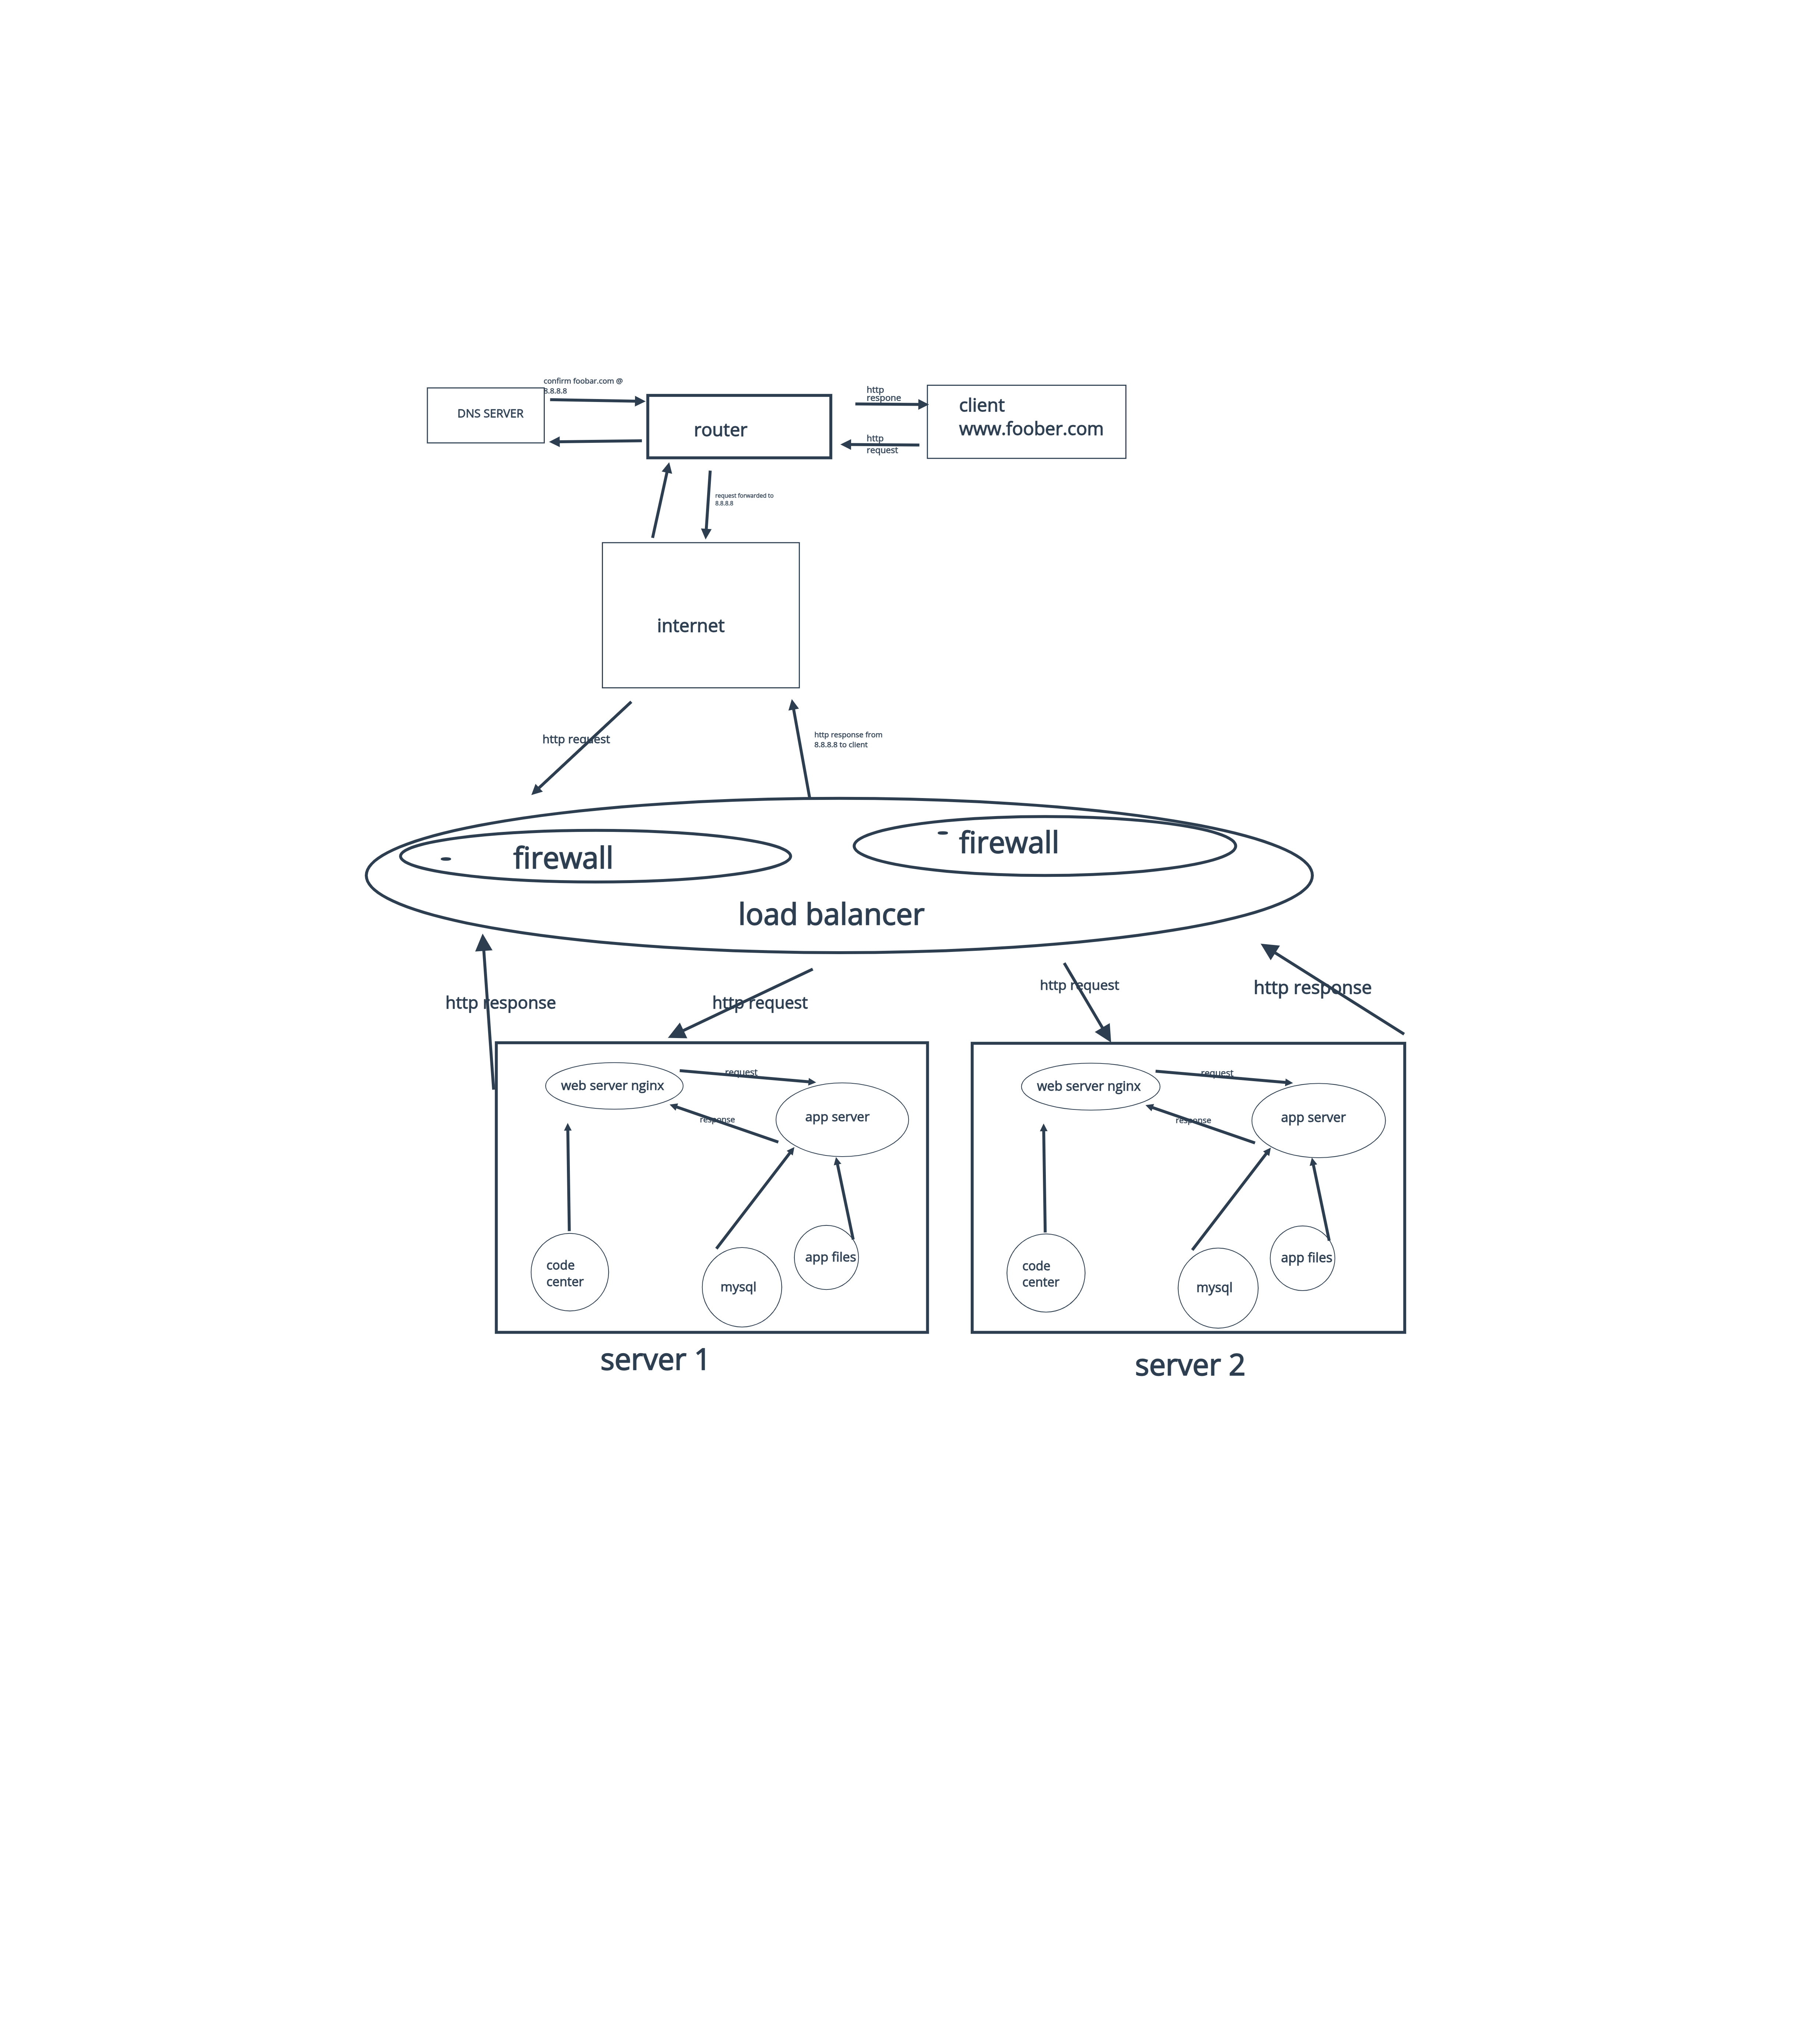 confirm foobar.com @
8.8.8.8
DNS SERVER
router
http
respone
http
request
client
www.foober.com
request forwarded to
8.8.8.8
internet
http request
http response from
8.8.8.8 to client
- firewall
- firewall
load balancer
http response
http request
http request
http response
web server nginx
request
response
app server
code
center
mysql
app files
server 1
web server nginx
request
response
app server
code
center
mysql
app files
server 2